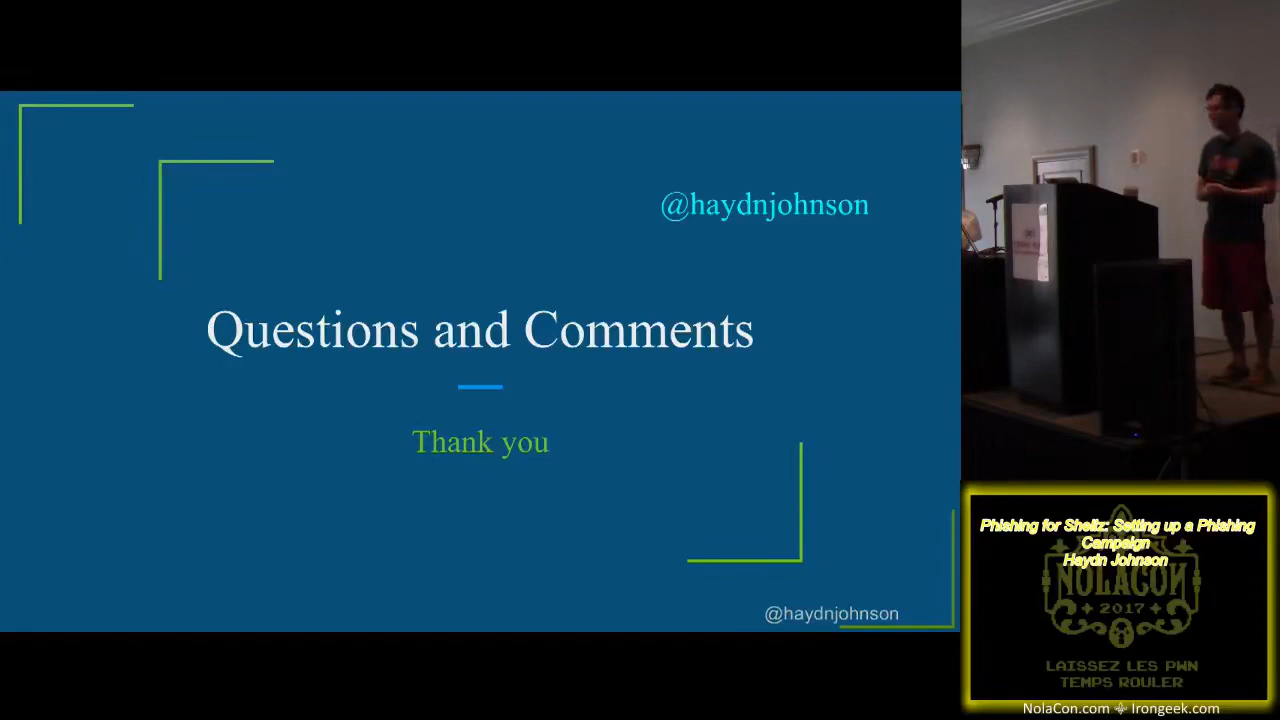 @haydnjohnson
Questions and Comments
Thank you
@haydnjohnson
Phishing for Shellz: Setting up a Phishing
Campaign
Haydn Johnson
NOLACON
2017
LAISSEZ LES PWN
TEMPS ROULER
NolaCon.com Irongeek.com